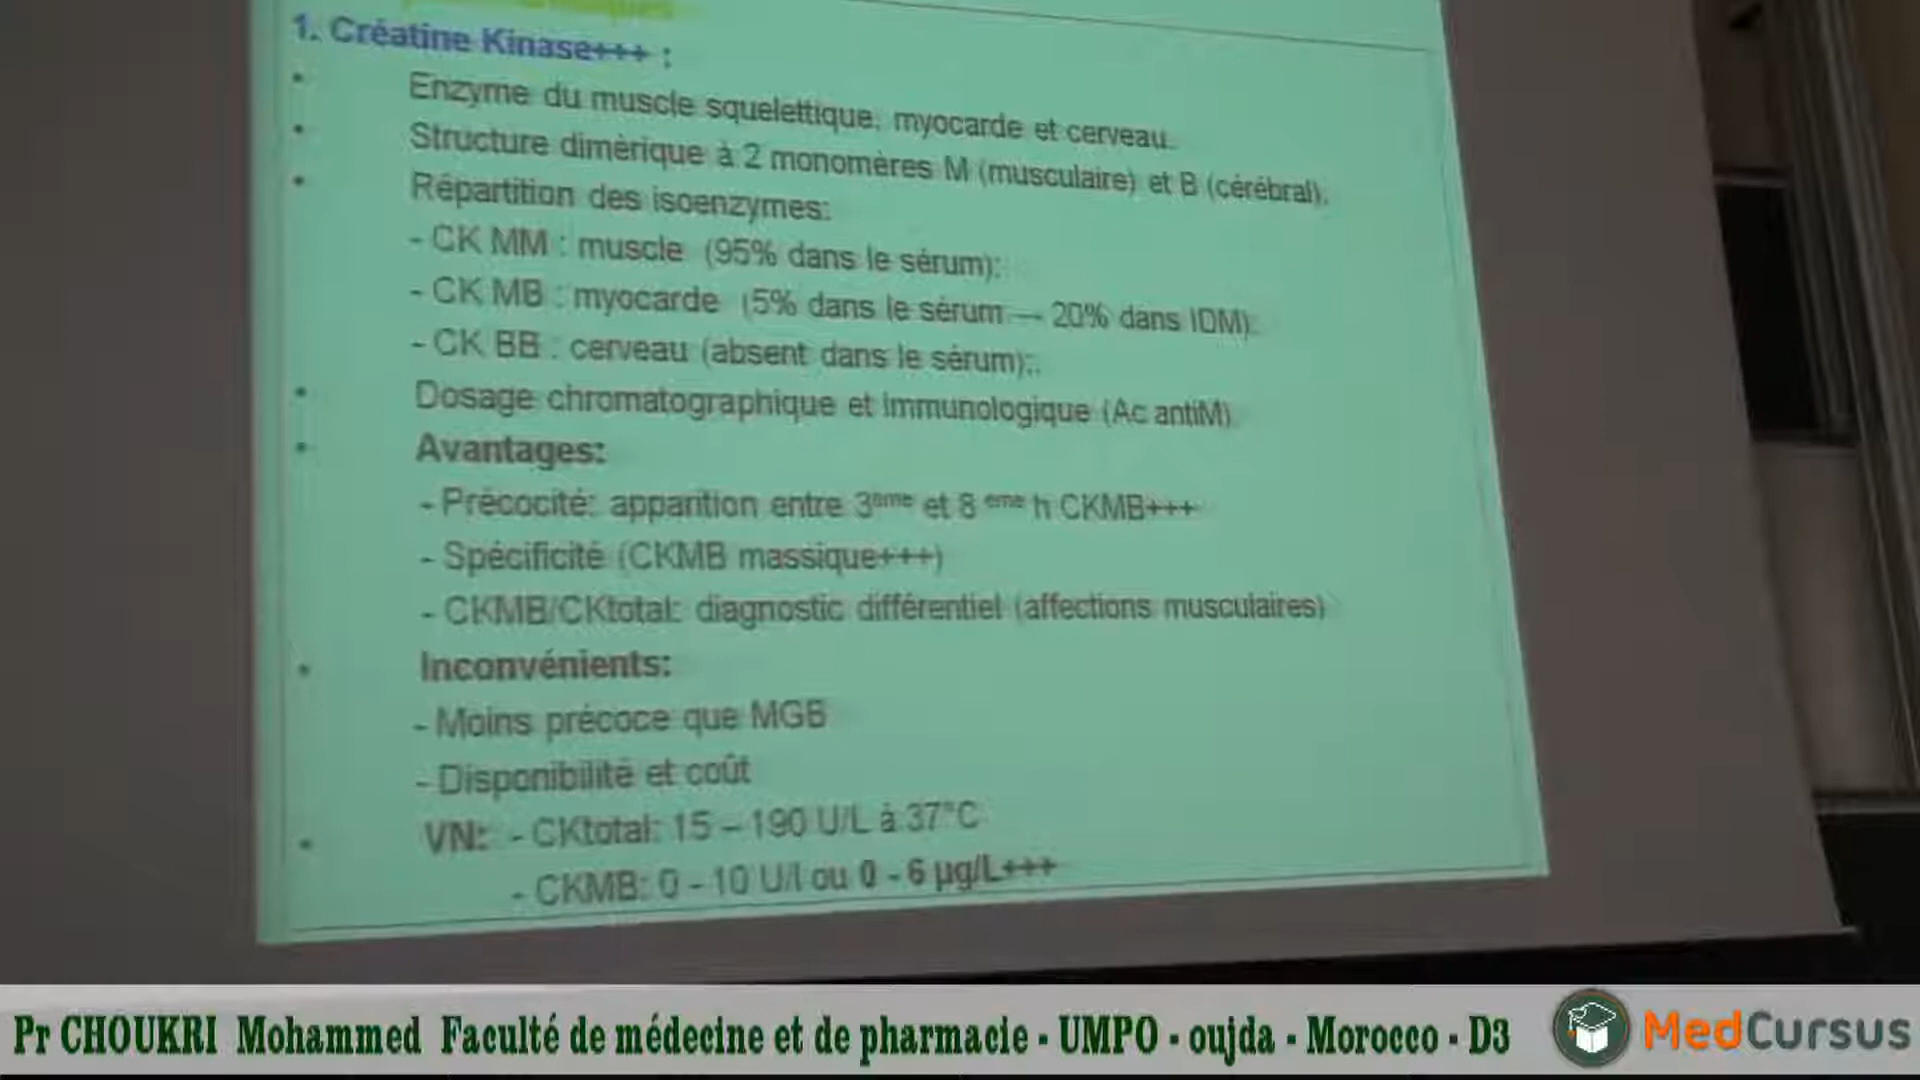 1. Créatine Kinase+++ :
• Enzyme du muscle squelettique, myocarde et cerveau.
• Structure dimèrique à 2 monomères M (musculaire) et B (cérébral).
• Répartition des isoenzymes:
- CK MM : muscle (95% dans le sérum);
- CK MB : myocarde (5% dans le sérum — 20% dans IDM);
- CK BB : cerveau (absent dans le sérum);.
• Dosage chromatographique et immunologique (Ac antiM).
• Avantages:
- Précocité: apparition entre 3ème et 8 ème h CKMB+++
- Spécificité (CKMB massique+++)
- CKMB/CKtotal: diagnostic différentiel (affections musculaires)
• Inconvénients:
- Moins précoce que MGB
- Disponibilité et coût
• VN: - CKtotal: 15 – 190 U/L à 37°C
- CKMB: 0 - 10 U/l ou 0 - 6 µg/L+++
Pr CHOUKRI Mohammed Faculté de médecine et de pharmacie - UMPO - oujda - Morocco - D3
MedCursus